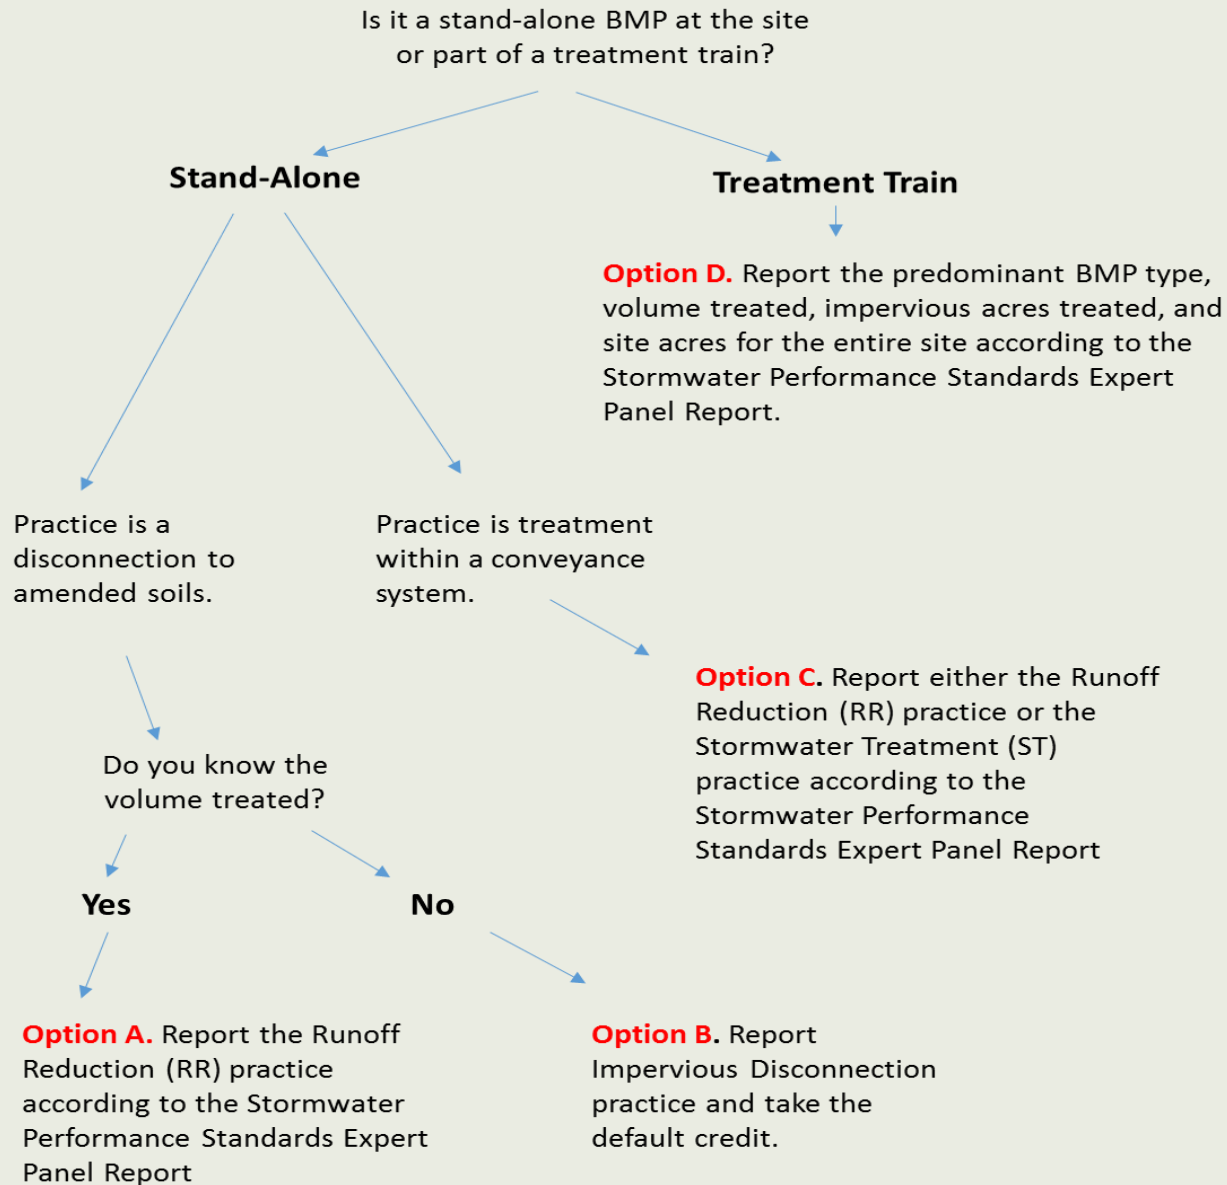 Is it a stand-alone BMP at the site
or part of a treatment train?
Stand-Alone
Treatment Train
Option D. Report the predominant BMP type,
volume treated, impervious acres treated, and
site acres for the entire site according to the
Stormwater Performance Standards Expert
Panel Report.
Practice is a
disconnection to
amended soils.
Practice is treatment
within a conveyance
system.
Option C. Report either the Runoff
Reduction (RR) practice or the
Stormwater Treatment (ST)
practice according to the
Stormwater Performance
Standards Expert Panel Report
Do you know the
volume treated?
Yes
No
Option A. Report the Runoff
Reduction (RR) practice
according to the Stormwater
Performance Standards Expert
Panel Report
Option B. Report
Impervious Disconnection
practice and take the
default credit.